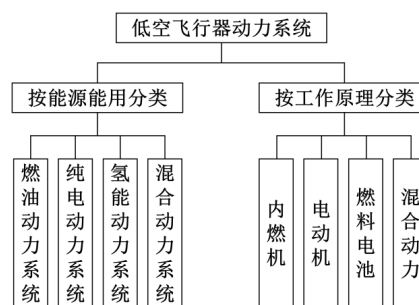 低空飞行器动力系统
按能源能用分类
按工作原理分类
燃油动力系统
纯电动力系统
氢能动力系统
混合动力系统
内燃机
电动机
燃料电池
混合动力